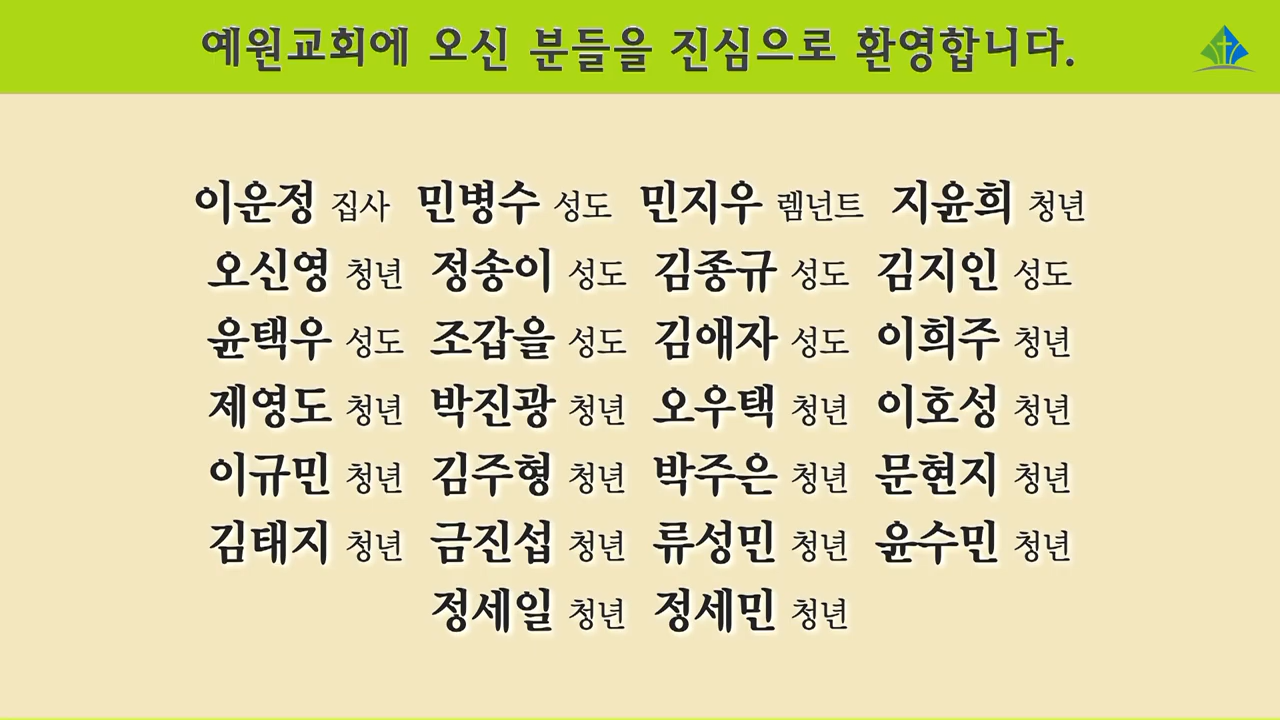 예원교회에 오신 분들을 진심으로 환영합니다.
이운정 집사 민병수 성도 민지우 렘넌트 지윤희 청년
오신영 청년 정송이 성도 김종규 성도 김지인 성도
윤택우 성도 조갑을 성도 김애자 성도 이희주 청년
제영도 청년 박진광 청년 오우택 청년 이호성 청년
이규민 청년 김주형 청년 박주은 청년 문현지 청년
김태지 청년 금진섭 청년 류성민 청년 윤수민 청년
정세일 청년 정세민 청년